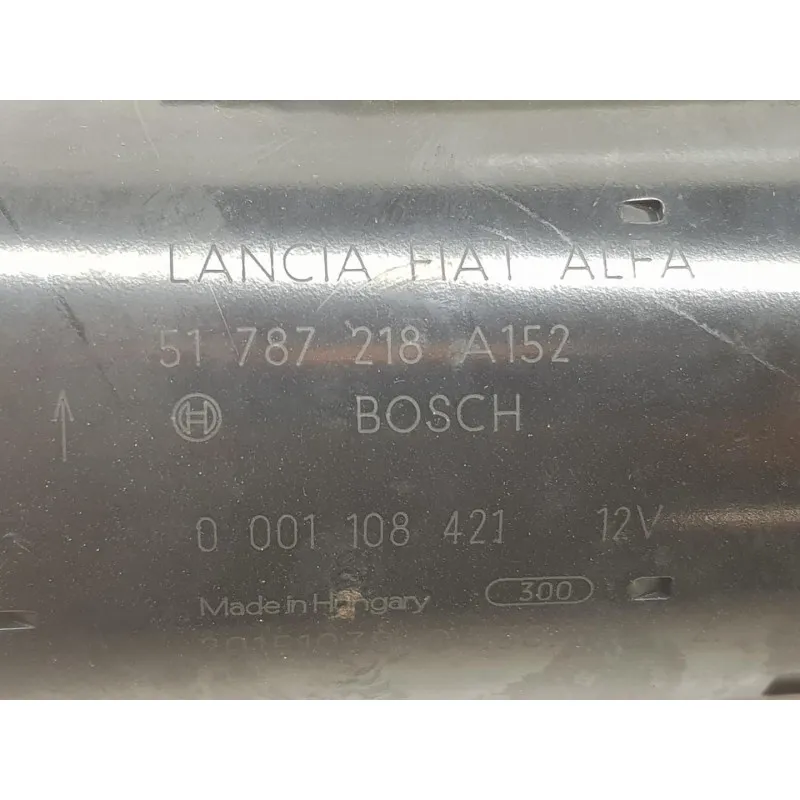 LANCIA FIAT ALFA
51 787 218 A152
H BOSCH
0 001 108 421 12V
Made in Hungary 300